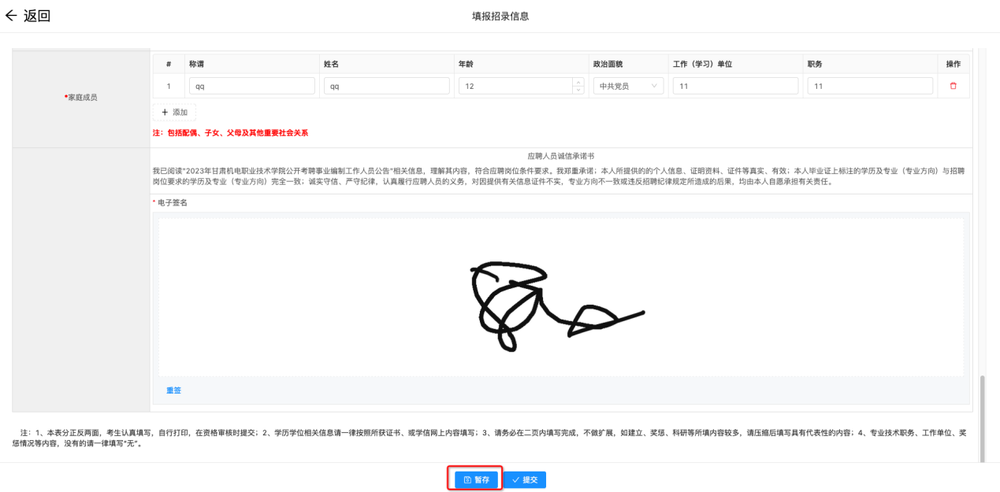 返回
填报招录信息
# 称谓 姓名 年龄 政治面貌 工作（学习）单位 职务 操作
*家庭成员
1 qq qq 12 中共党员 11 11
+ 添加
注：包括配偶、子女、父母及其他重要社会关系
应聘人员诚信承诺书
我已阅读"2023年甘肃机电职业技术学院公开考聘事业编制工作人员公告"相关信息，理解其内容，符合应聘岗位条件要求。我郑重承诺；本人所提供的的个人信息、证明资料、证件等真实、有效；本人毕业证上标注的学历及专业（专业方向）与招聘
岗位要求的学历及专业（专业方向）完全一致；诚实守信、严守纪律，认真履行应聘人员的义务，对因提供有关信息证件不实，专业方向不一致或违反招聘纪律规定所造成的后果，均由本人自愿承担有关责任。
* 电子签名
重签
注：1、本表分正反两面，考生认真填写，自行打印，在资格审核时提交；2、学历学位相关信息请一律按照所获证书、或学信网上内容填写；3、请务必在二页内填写完成，不做扩展，如建立、奖惩、科研等所填内容较多，请压缩后填写具有代表性的内容；4、专业技术职务、工作单位、奖
惩情况等内容，没有的请一律填写"无"。
暂存
提交